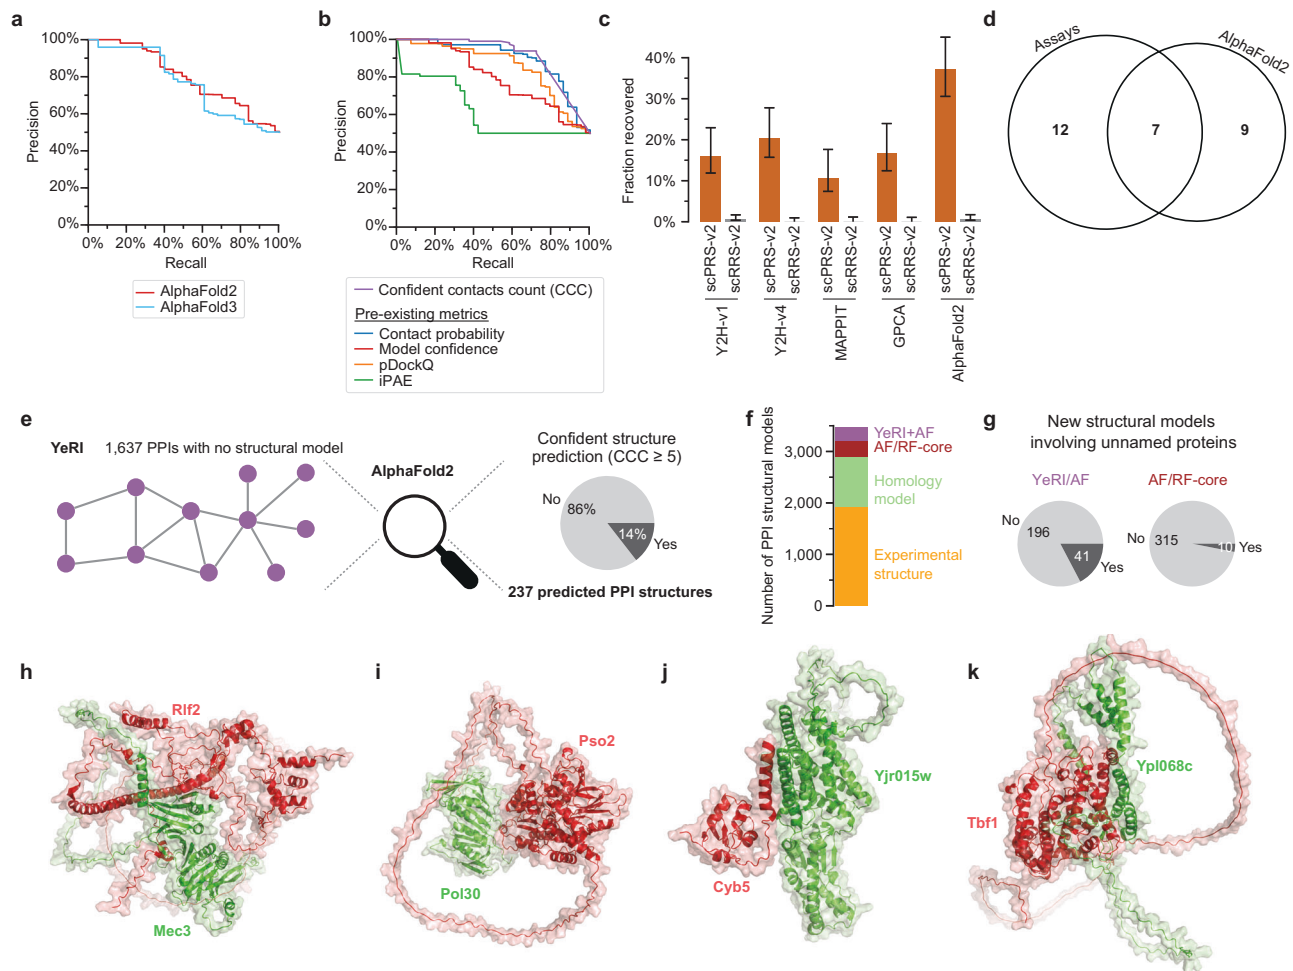 a
Precision
100%
80%
60%
40%
20%
0%
0%
20%
40%
60%
80%
100%
Recall
AlphaFold2
AlphaFold3
b
Precision
100%
80%
60%
40%
20%
0%
0%
20%
40%
60%
80%
100%
Recall
Confident contacts count (CCC)
Pre-existing metrics
Contact probability
Model confidence
pDockQ
iPAE
c
Fraction recovered
40%
30%
20%
10%
0%
scPRS-v2
scRRS-v2
scPRS-v2
scRRS-v2
scPRS-v2
scRRS-v2
scPRS-v2
scRRS-v2
scPRS-v2
scRRS-v2
Y2H-v1
Y2H-v4
MAPPIT
GPCA
AlphaFold2
d
Assays
AlphaFold2
12
7
9
e
YeRI
1,637 PPIs with no structural model
AlphaFold2
Confident structure
prediction (CCC ≥ 5)
No
86%
14%
Yes
237 predicted PPI structures
f
Number of PPI structural models
3,000
2,000
1,000
0
YeRI+AF
AF/RF-core
Homology
model
Experimental
structure
g
New structural models
involving unnamed proteins
YeRI/AF
AF/RF-core
No
196
41
Yes
No
315
10
Yes
h
Rlf2
Mec3
i
Pso2
Pol30
j
Yjr015w
Cyb5
k
Ypl068c
Tbf1